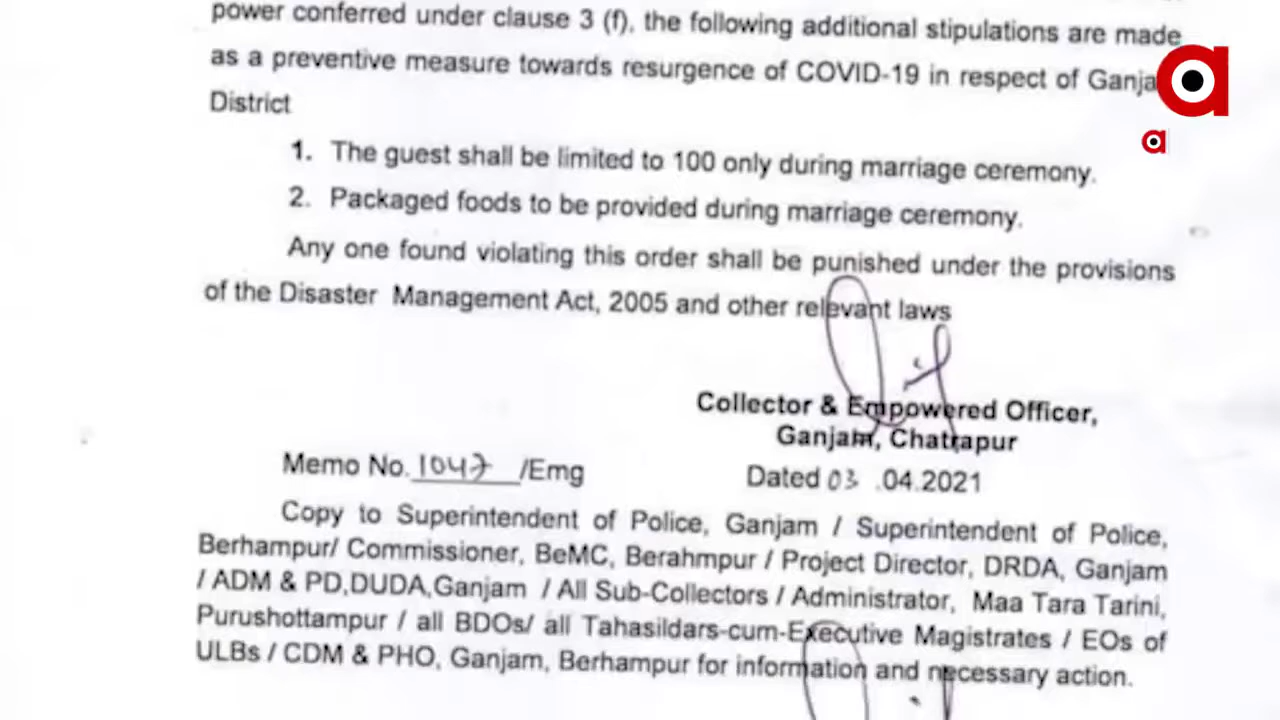 power conferred under clause 3 (f), the following additional stipulations are made
as a preventive measure towards resurgence of COVID-19 in respect of
District
1. The guest shall be limited to 100 only during marriage ceremony.
2. Packaged foods to be provided during marriage ceremony.
Any one found violating this order shall be punished under the provisions
of the Disaster Management Act, 2005 and other relevant laws
Collector & Empowered Officer,
Ganjam, Chatrapur
Memo No. 1047 /Emg
Dated 03 .04.2021
Copy to Superintendent of Police, Ganjam / Superintendent of Police,
Berhampur/ Commissioner, BeMC, Berahmpur / Project Director, DRDA, Ganjam
/ ADM & PD,DUDA,Ganjam / All Sub-Collectors / Administrator, Maa Tara Tarini,
Purushottampur / all BDOs/ all Tahasildars-cum-Executive Magistrates / EOs of
ULBs / CDM & PHO, Ganjam, Berhampur for information and necessary action.